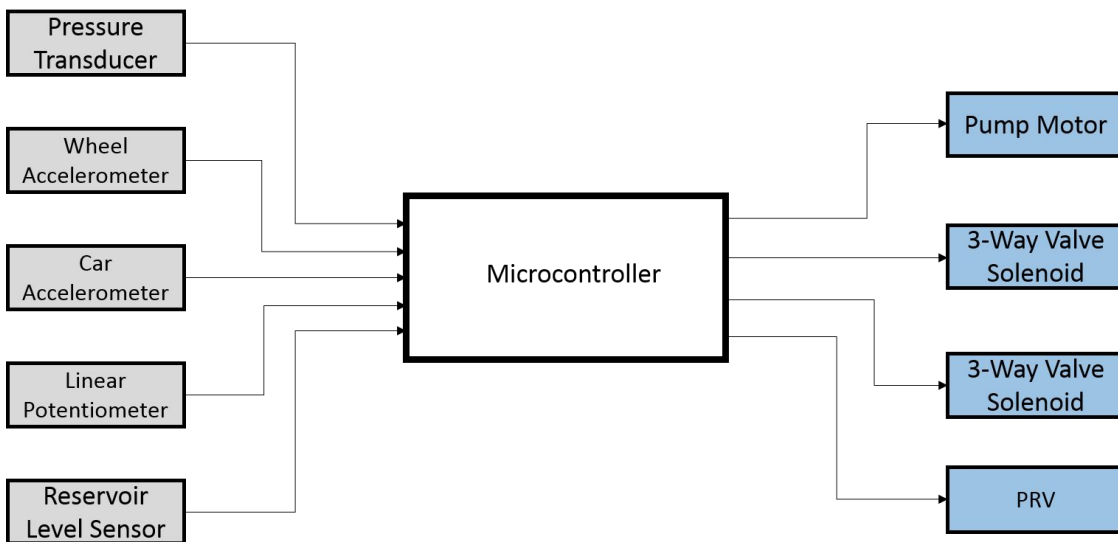 Pressure
Transducer
Wheel
Accelerometer
Car
Accelerometer
Linear
Potentiometer
Reservoir
Level Sensor
Microcontroller
Pump Motor
3-Way Valve
Solenoid
3-Way Valve
Solenoid
PRV